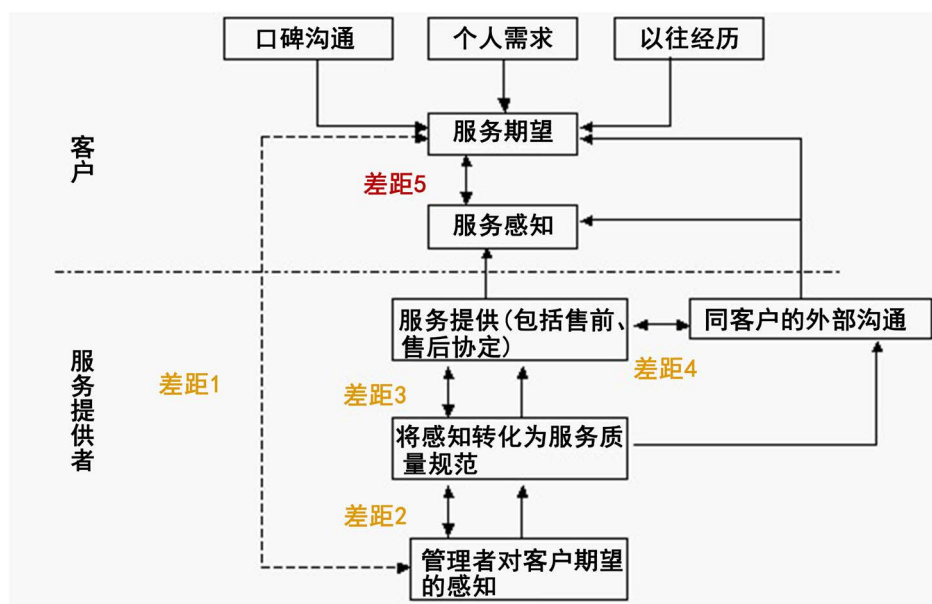 口碑沟通
个人需求
以往经历
服务期望
客户
差距5
服务感知
服务提供(包括售前、
售后协定)
同客户的外部沟通
服务提供者
差距1
差距3
差距4
将感知转化为服务质
量规范
差距2
管理者对客户期望
的感知